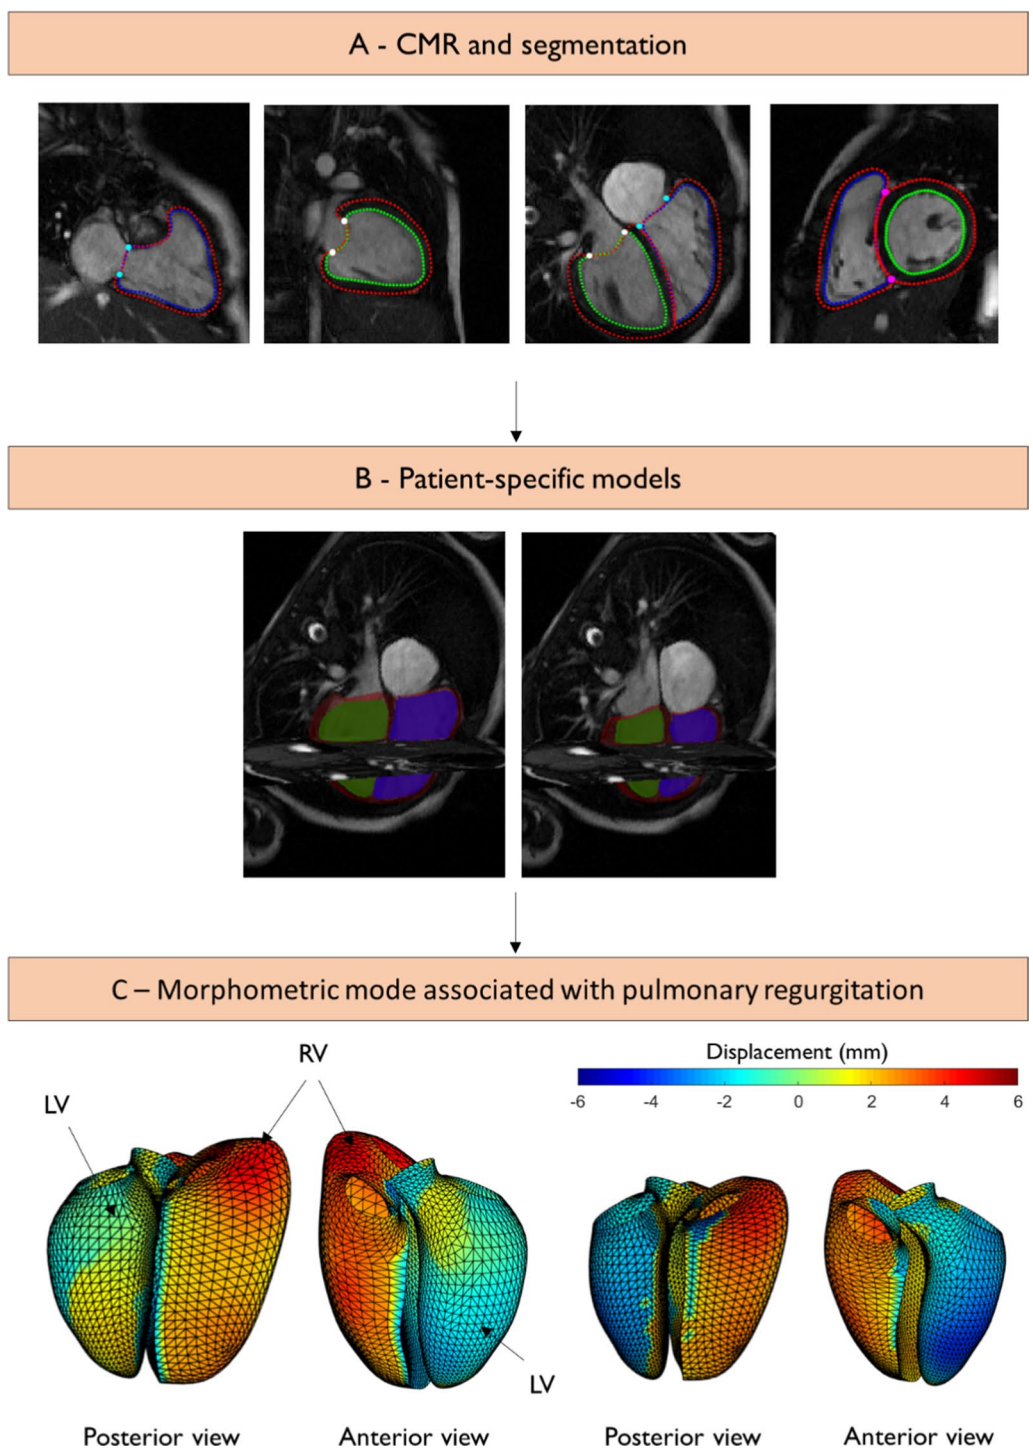 A - CMR and segmentation
B - Patient-specific models
C – Morphometric mode associated with pulmonary regurgitation
RV
Displacement (mm)
LV
-6 -4 -2 0 2 4 6
LV
Posterior view Anterior view Posterior view Anterior view